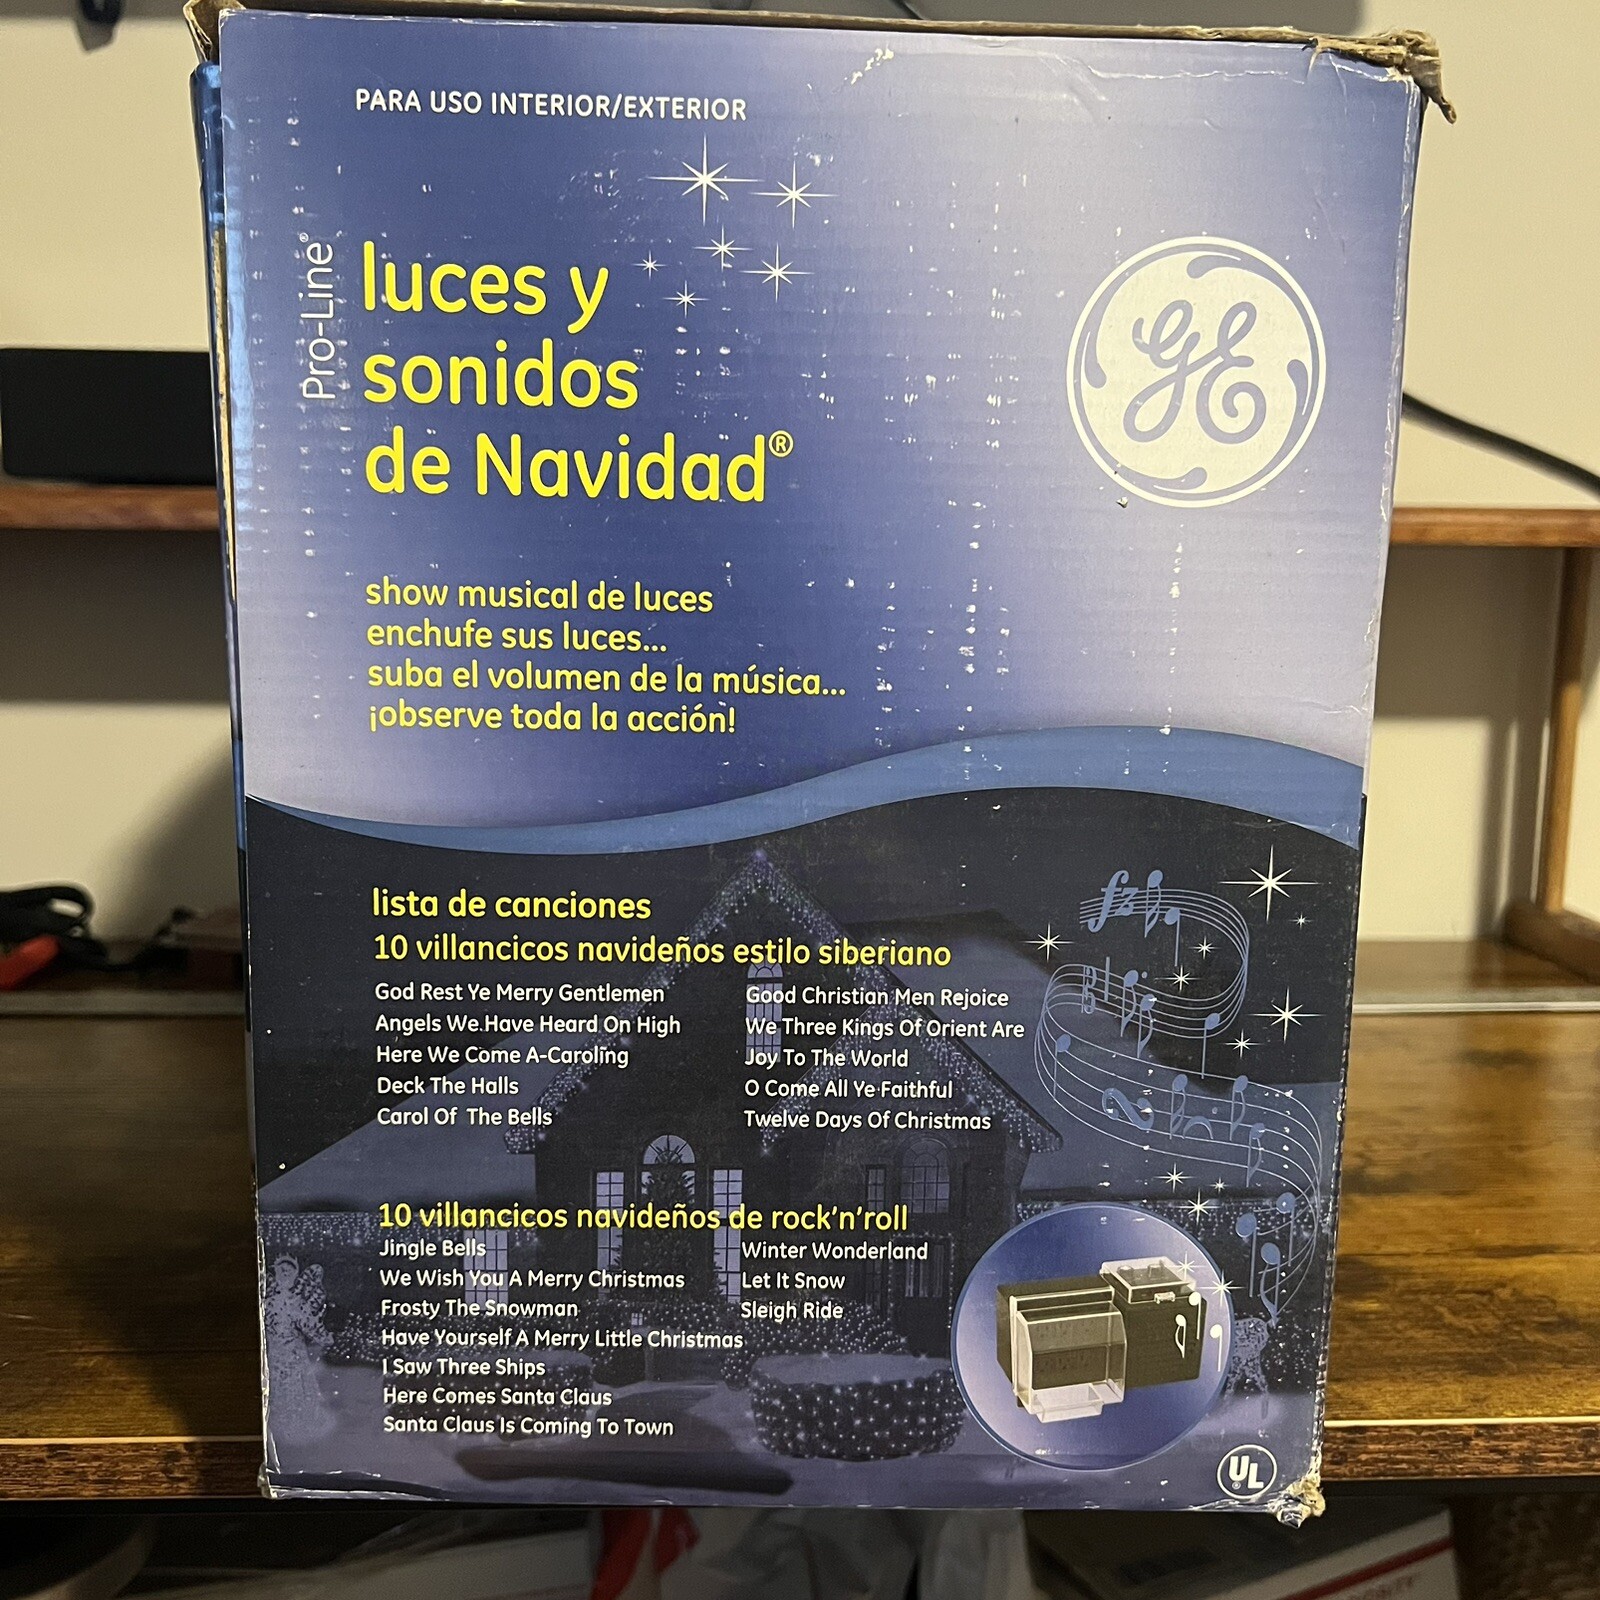 PARA USO INTERIOR/EXTERIOR
Pro-Line®
luces y
sonidos
de Navidad®
GE
show musical de luces
enchufe sus luces...
suba el volumen de la música...
¡observe toda la acción!
lista de canciones
10 villancicos navideños estilo siberiano
God Rest Ye Merry Gentlemen
Angels We Have Heard On High
Here We Come A-Caroling
Deck The Halls
Carol Of The Bells
Good Christian Men Rejoice
We Three Kings Of Orient Are
Joy To The World
O Come All Ye Faithful
Twelve Days Of Christmas
10 villancicos navideños de rock'n'roll
Jingle Bells
We Wish You A Merry Christmas
Frosty The Snowman
Have Yourself A Merry Little Christmas
I Saw Three Ships
Here Comes Santa Claus
Santa Claus Is Coming To Town
Winter Wonderland
Let It Snow
Sleigh Ride
UL